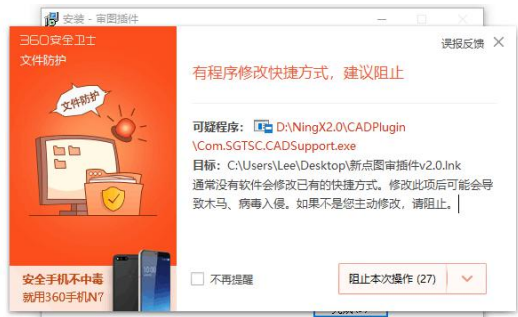 安装 - 审图插件
360安全卫士
误报反馈
文件防护
有程序修改快捷方式，建议阻止
文件防护
可疑程序： D:\NingX2.0\CADPlugin
\Com.SGTSC.CADSupport.exe
目标：C:\Users\Lee\Desktop\新点图审插件v2.0.lnk
通常没有软件会修改已有的快捷方式。修改此项后可能会导
致木马、病毒入侵。如果不是您主动修改，请阻止。
安全手机不中毒
就用360手机N7
不再提醒
阻止本次操作 (27)